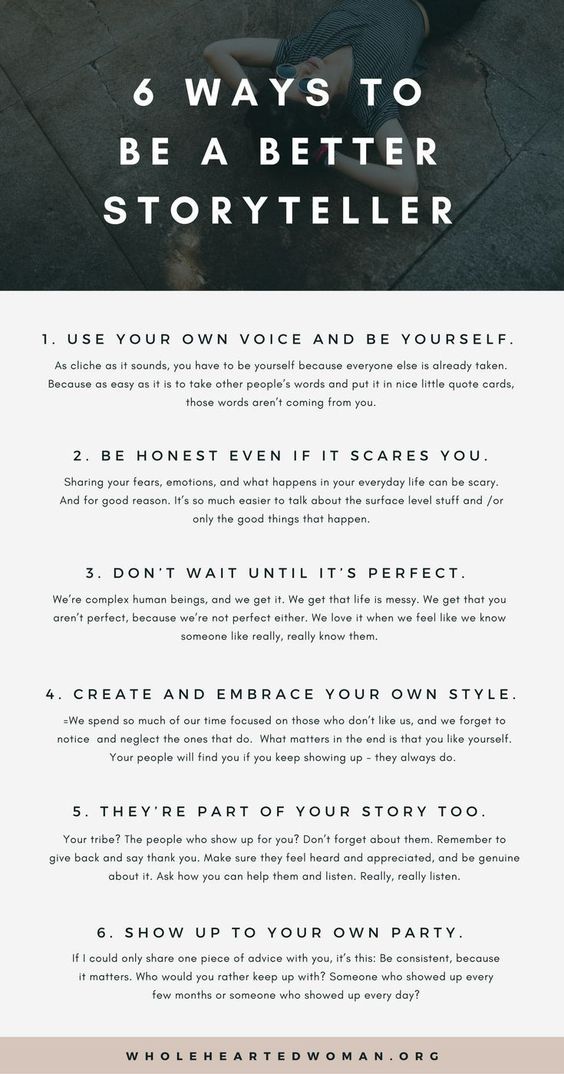 6 WAYS TO
BE A BETTER
STORYTELLER
1. USE YOUR OWN VOICE AND BE YOURSELF.
As cliche as it sounds, you have to be yourself because everyone else is already taken.
Because as easy as it is to take other people's words and put it in nice little quote cards,
those words aren't coming from you.
2. BE HONEST EVEN IF IT SCARES YOU.
Sharing your fears, emotions, and what happens in your everyday life can be scary.
And for good reason. It's so much easier to talk about the surface level stuff and /or
only the good things that happen.
3. DON'T WAIT UNTIL IT'S PERFECT.
We're complex human beings, and we get it. We get that life is messy. We get that you
aren't perfect, because we're not perfect either. We love it when we feel like we know
someone like really, really know them.
4. CREATE AND EMBRACE YOUR OWN STYLE.
=We spend so much of our time focused on those who don't like us, and we forget to
notice  and neglect the ones that do.  What matters in the end is that you like yourself.
Your people will find you if you keep showing up - they always do.
5. THEY'RE PART OF YOUR STORY TOO.
Your tribe? The people who show up for you? Don't forget about them. Remember to
give back and say thank you. Make sure they feel heard and appreciated, and be genuine
about it. Ask how you can help them and listen. Really, really listen.
6. SHOW UP TO YOUR OWN PARTY.
If I could only share one piece of advice with you, it's this: Be consistent, because
it matters. Who would you rather keep up with? Someone who showed up every
few months or someone who showed up every day?
WHOLEHEARTEDWOMAN.ORG